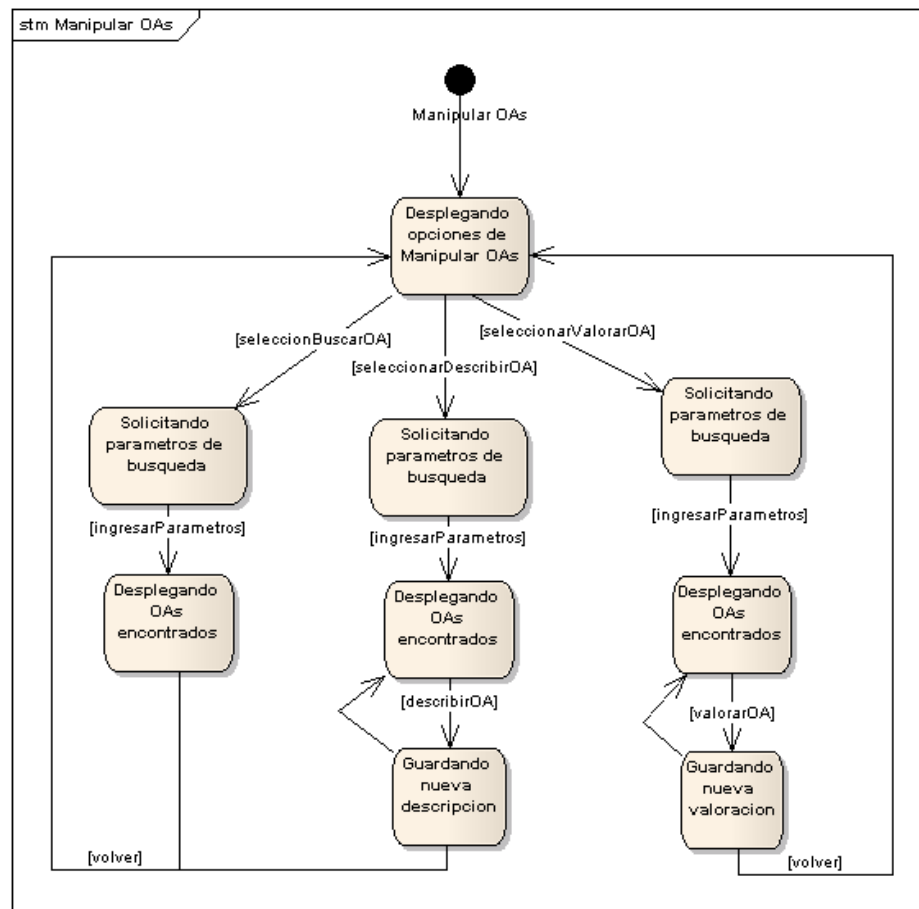 stm Manipular OAs
Manipular OAs
Desplegando
opciones de
Manipular OAs
[seleccionBuscarOA]
[seleccionarDescribirOA]
[seleccionarValorarOA]
Solicitando
parametros de
busqueda
Solicitando
parametros de
busqueda
Solicitando
parametros de
busqueda
[ingresarParametros]
[ingresarParametros]
[ingresarParametros]
Desplegando
OAs
encontrados
Desplegando
OAs
encontrados
Desplegando
OAs
encontrados
[describirOA]
[valorarOA]
Guardando
nueva
descripcion
Guardando
nueva
valoracion
[volver]
[volver]